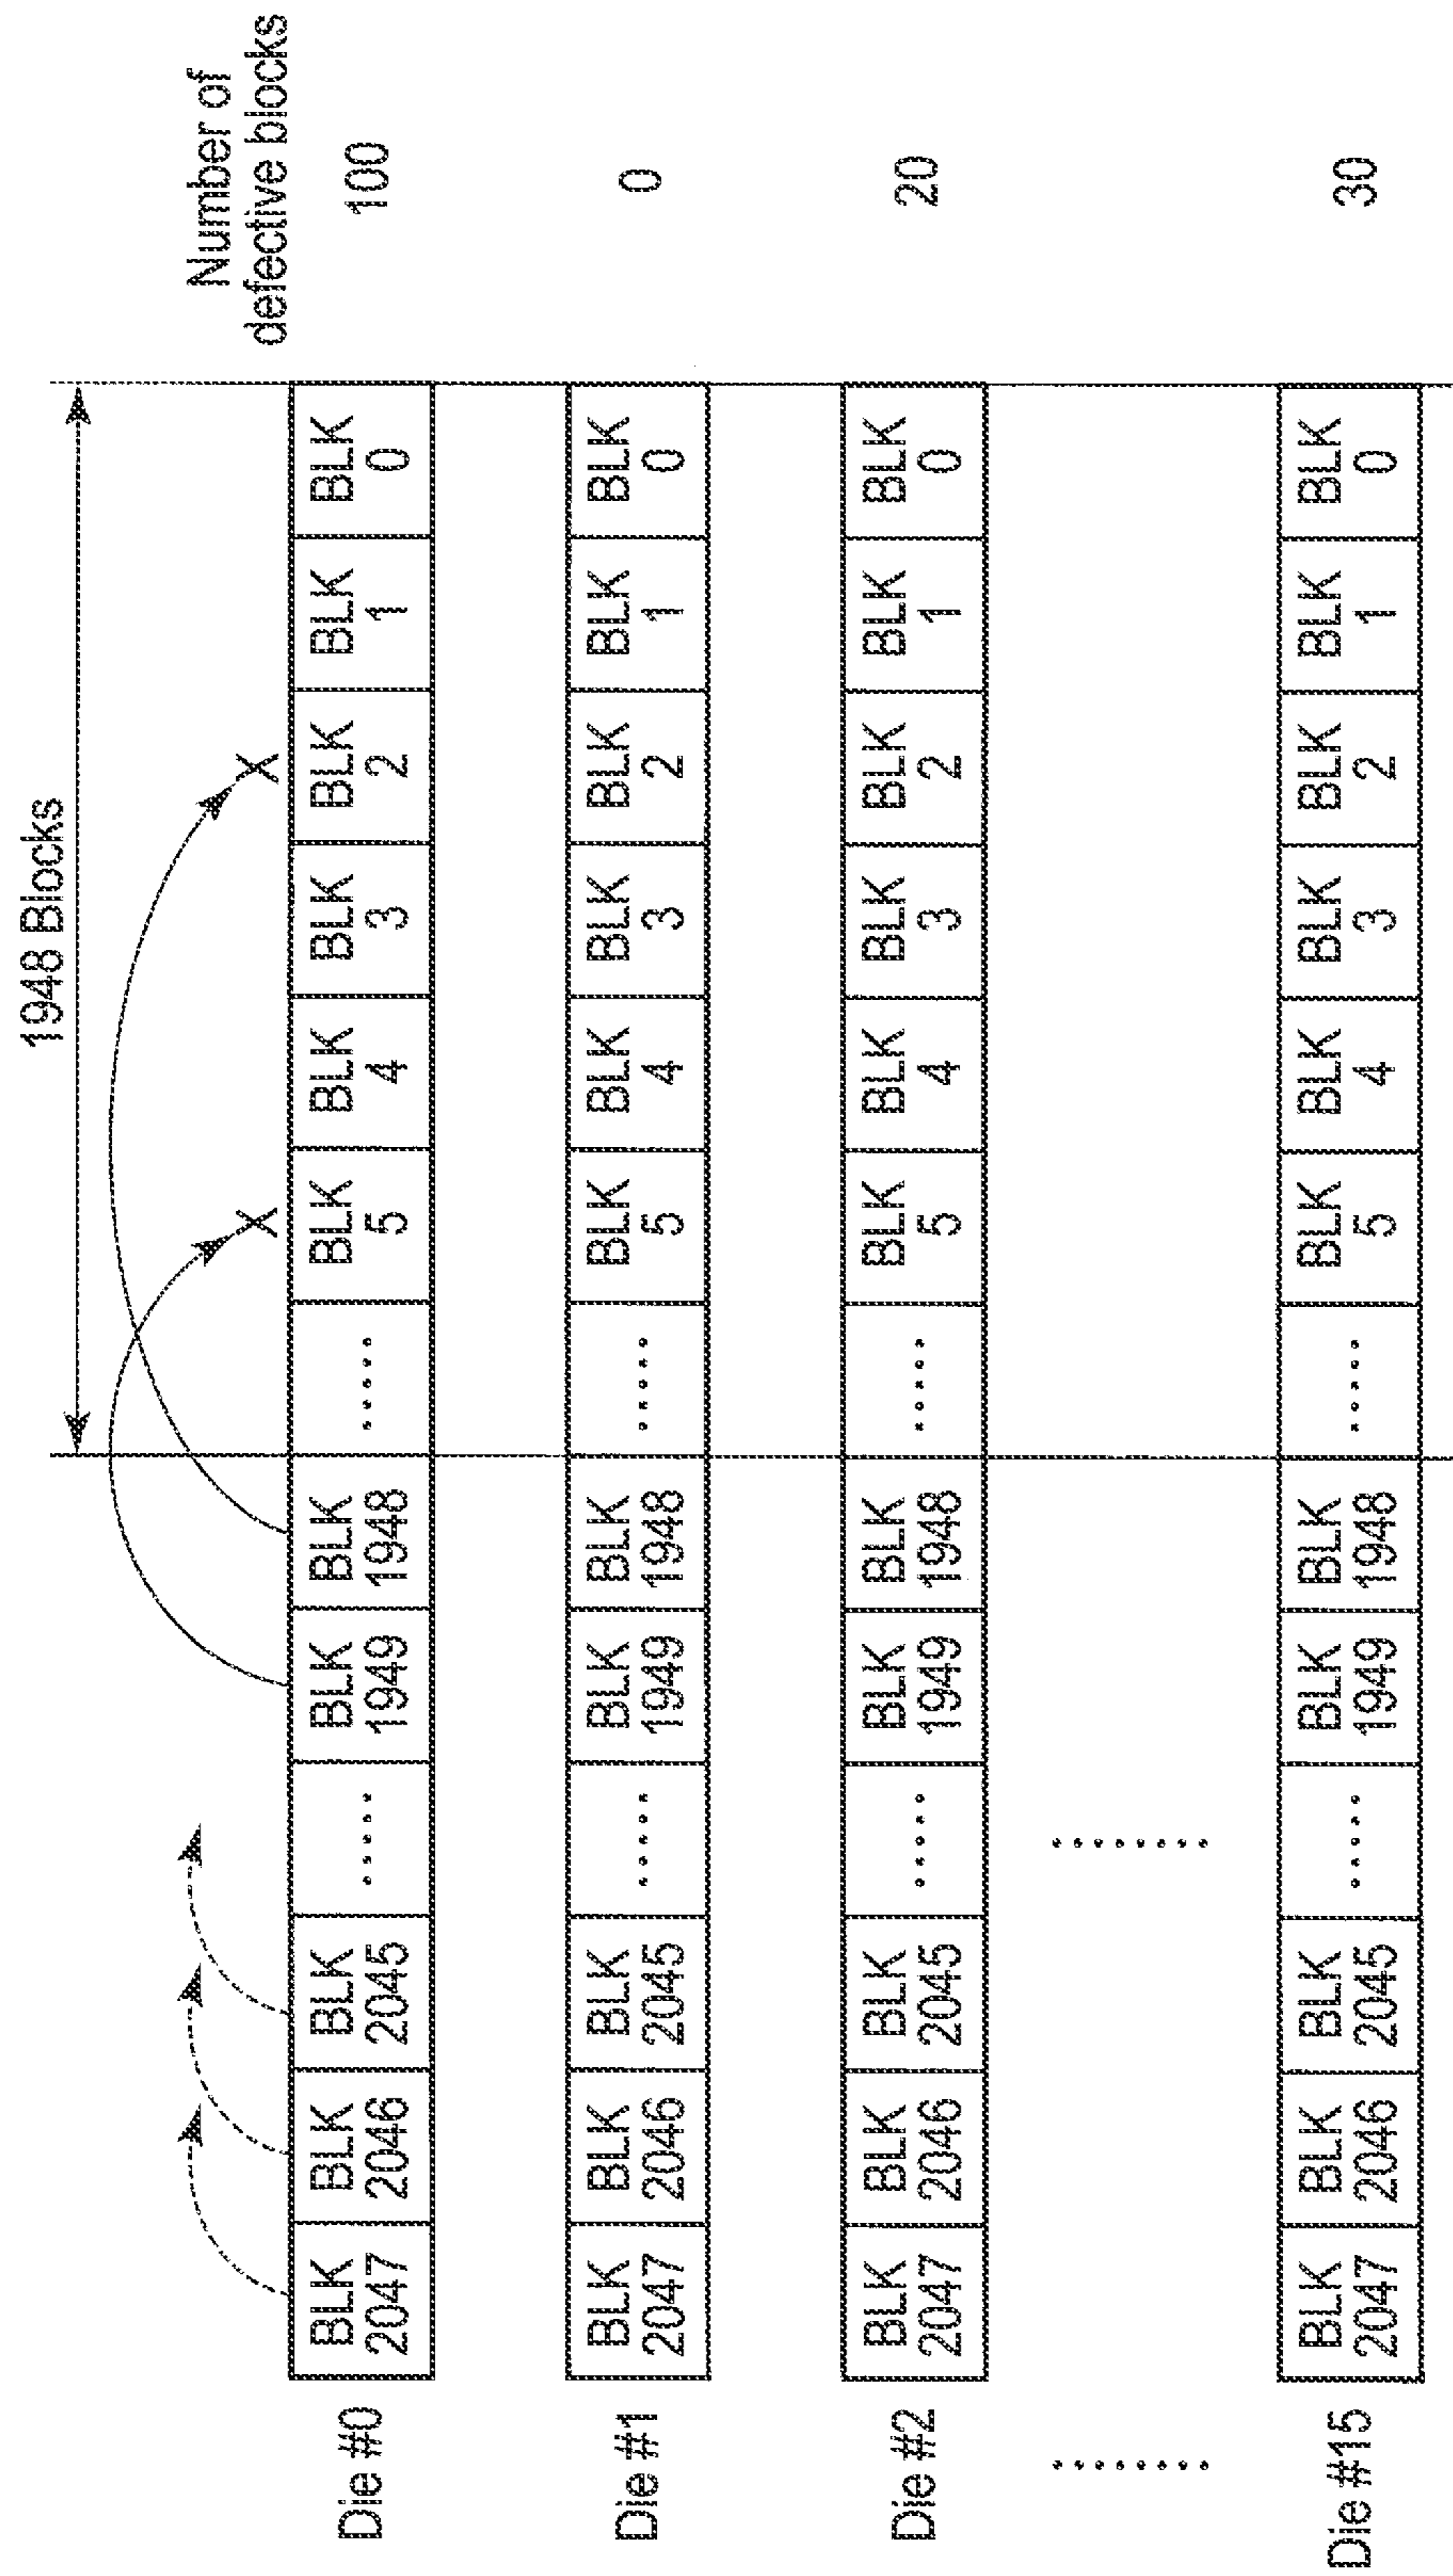 1948 Blocks
Number of
defective blocks
X
X
Die #0
BLK
2047
BLK
2046
BLK
2045
......
BLK
1949
BLK
1948
......
BLK
5
BLK
4
BLK
3
BLK
2
BLK
1
BLK
0
100
Die #1
BLK
2047
BLK
2046
BLK
2045
......
BLK
1949
BLK
1948
......
BLK
5
BLK
4
BLK
3
BLK
2
BLK
1
BLK
0
0
Die #2
BLK
2047
BLK
2046
BLK
2045
......
BLK
1949
BLK
1948
......
BLK
5
BLK
4
BLK
3
BLK
2
BLK
1
BLK
0
20
........
........
Die #15
BLK
2047
BLK
2046
BLK
2045
......
BLK
1949
BLK
1948
......
BLK
5
BLK
4
BLK
3
BLK
2
BLK
1
BLK
0
30